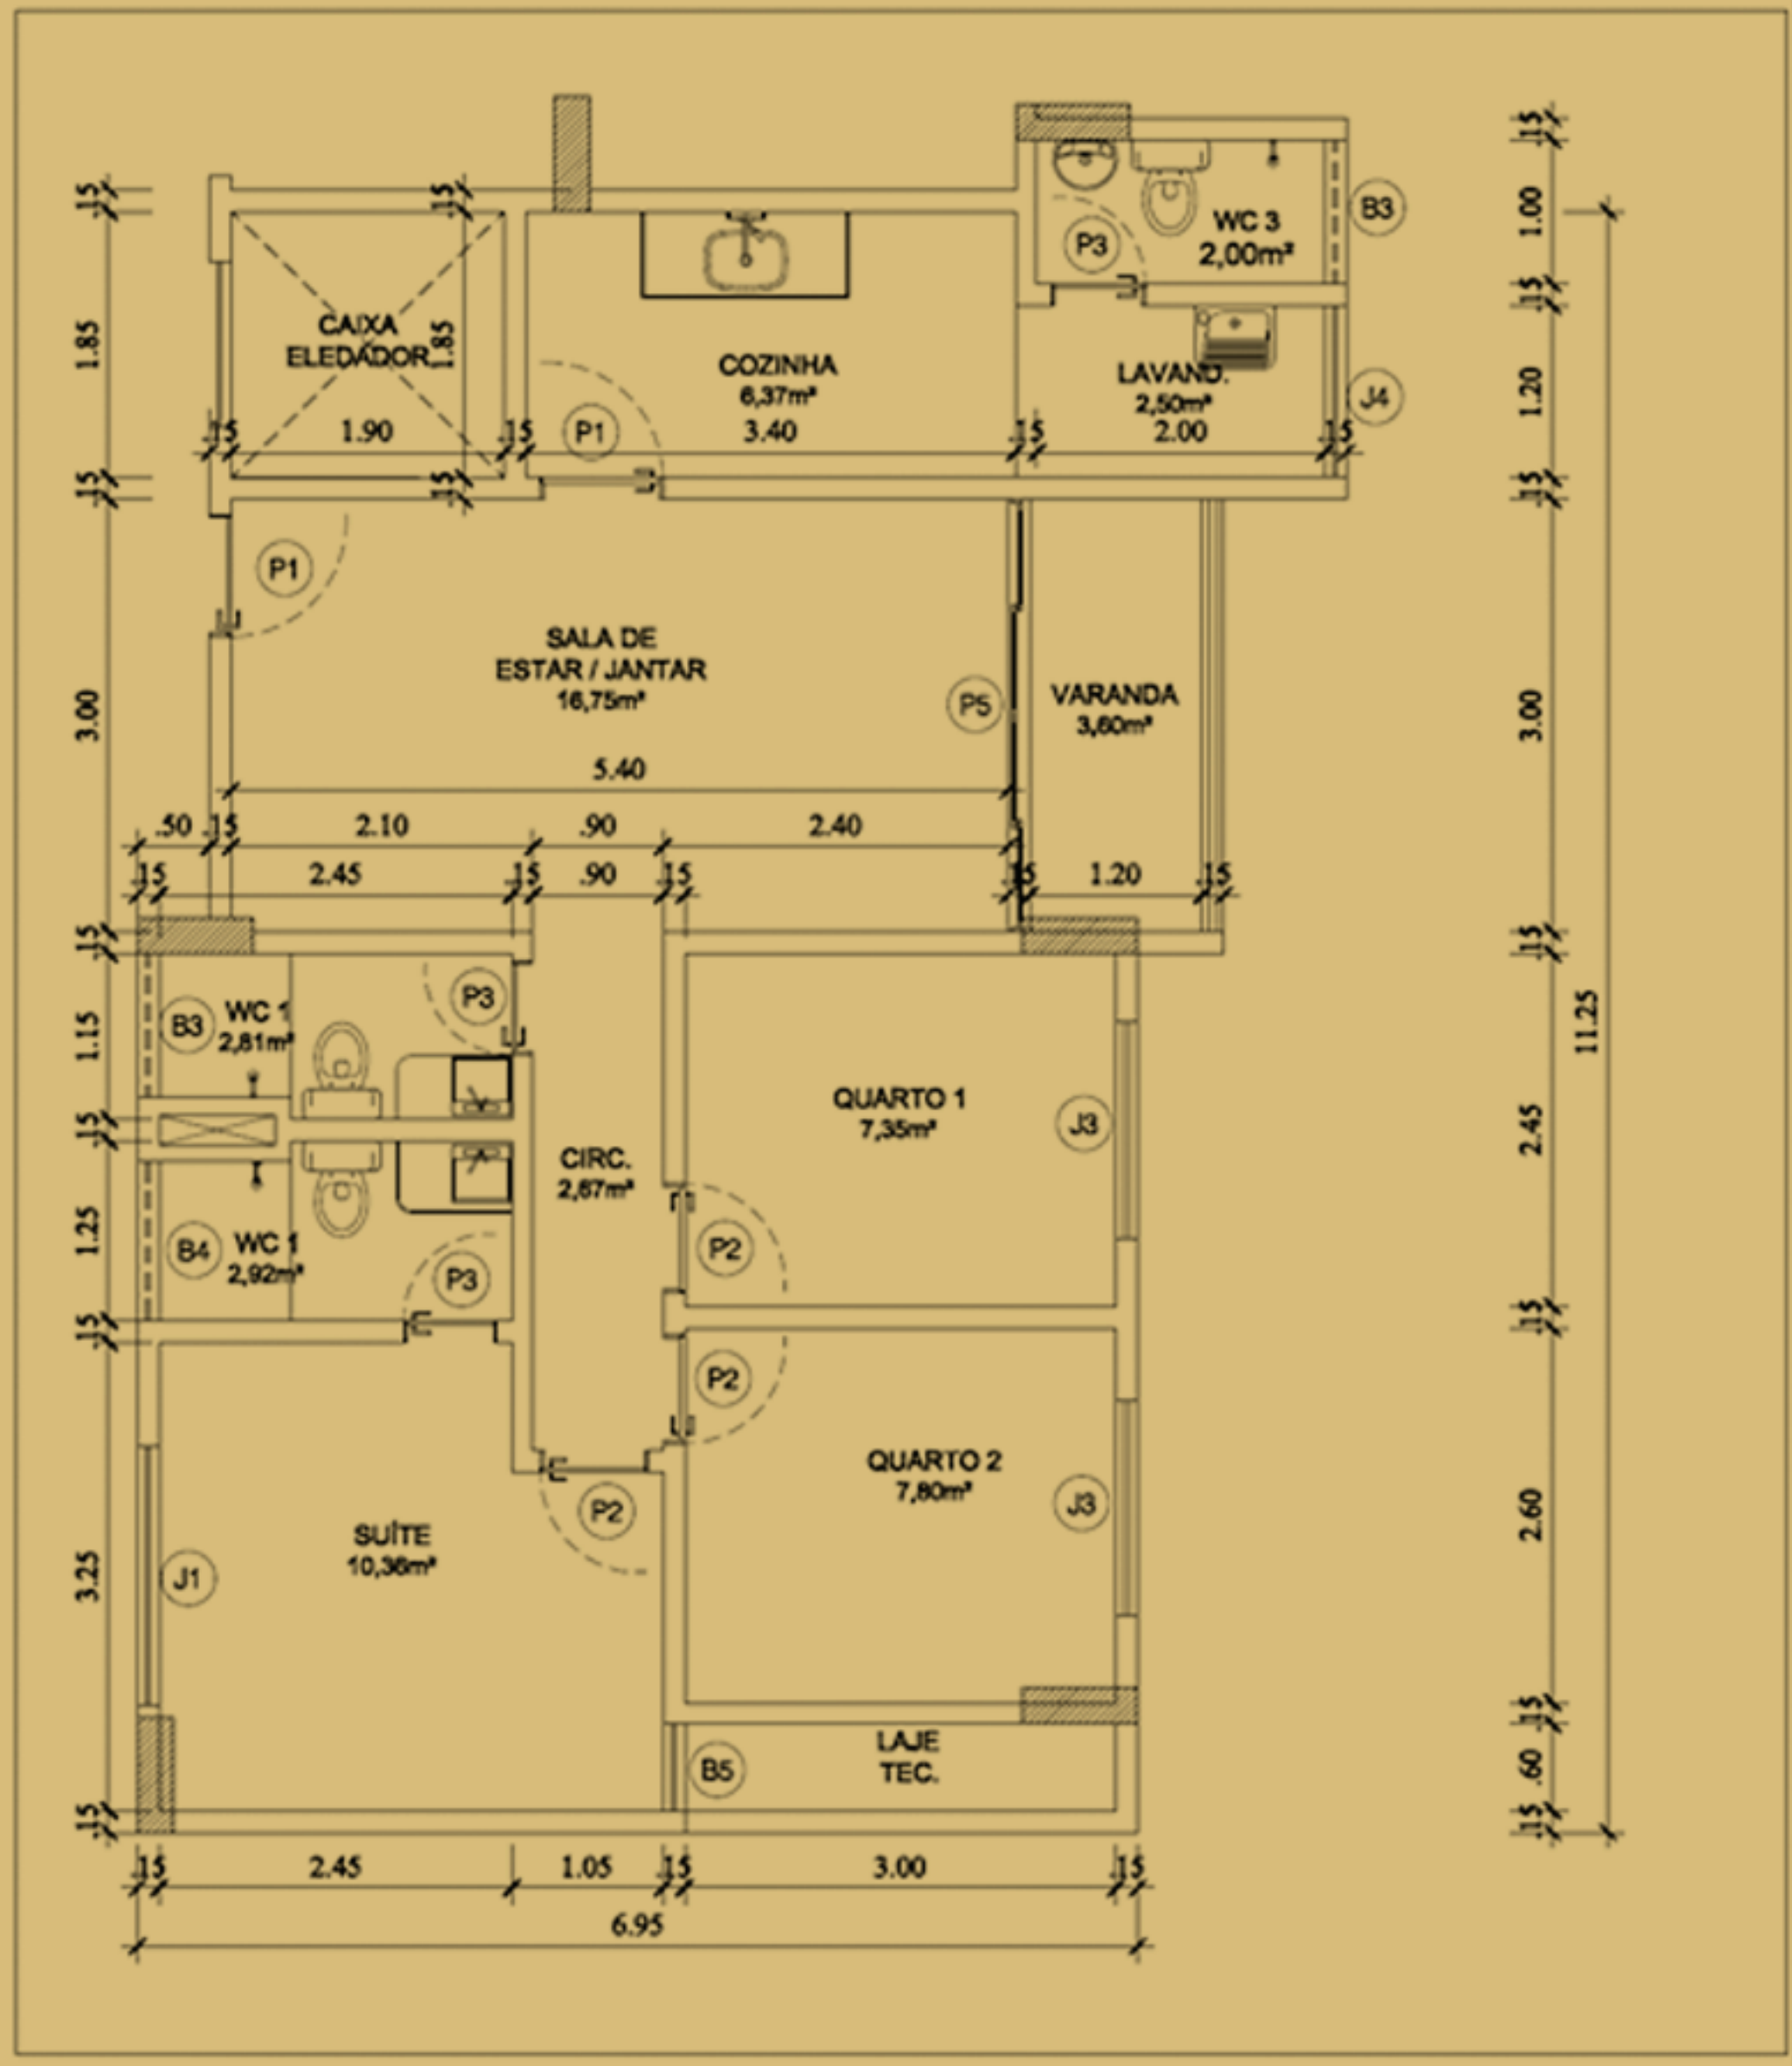 .15
.15
.15
1.00
B3
WC 3
2,00m²
P3
.15
CAIXA
ELEDADOR
1.85
1.85
COZINHA
6,37m²
LAVAND.
2,50m²
J4
1.20
P1
.15
1.90
.15
3.40
.15
2.00
.15
.15
.15
.15
P1
SALA DE
ESTAR / JANTAR
16,75m²
P5
VARANDA
3,60m²
3.00
3.00
5.40
.50
.15
2.10
.90
2.40
.15
2.45
.15
.90
.15
.15
1.20
.15
.15
.15
P3
B3
WC 1
2,81m²
1.15
11.25
QUARTO 1
7,35m²
J3
2.45
.15
CIRC.
2,67m²
1.25
B4
WC 1
2,92m²
P3
P2
.15
.15
P2
QUARTO 2
7,80m²
J3
2.60
P2
SUÍTE
10,36m²
J1
3.25
.15
LAJE
TEC.
B5
.60
.15
.15
.15
2.45
1.05
.15
3.00
.15
6.95